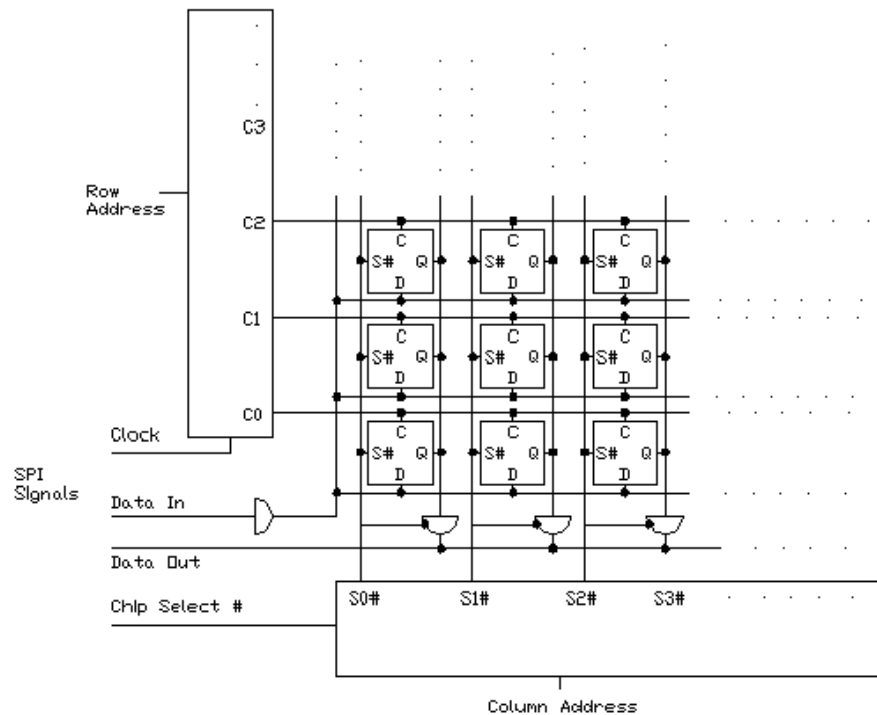 C3
Row
Address
C2
C C C
S# Q S# Q S# Q
D D D
C1
C C C
S# Q S# Q S# Q
D D D
C0
Clock
C C C
S# Q S# Q S# Q
D D D
SPI
SIgnals
Data In
Data Out
ChIp Select #
S0# S1# S2# S3#
Column Address